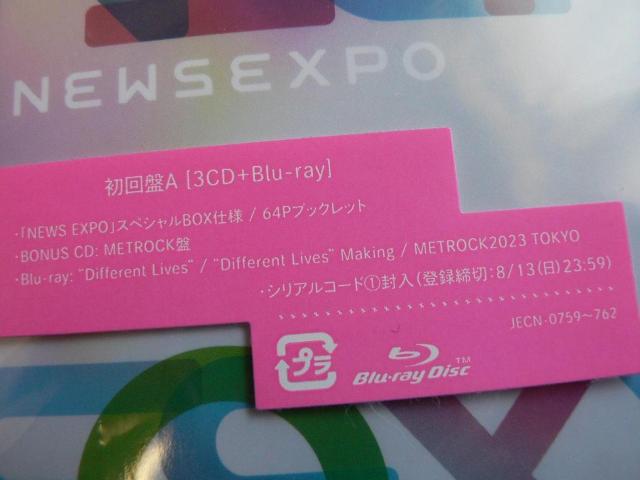 NEWSEXPO
初回盤A [3CD+Blu-ray]
・「NEWS EXPO」スペシャルBOX仕様 / 64Pブックレット
・BONUS CD: METROCK盤
・Blu-ray: "Different Lives" / "Different Lives" Making / METROCK2023 TOKYO
・シリアルコード①封入(登録締切:8/13(日)23:59)
JECN-0759〜762
プラ
Blu-ray Disc™